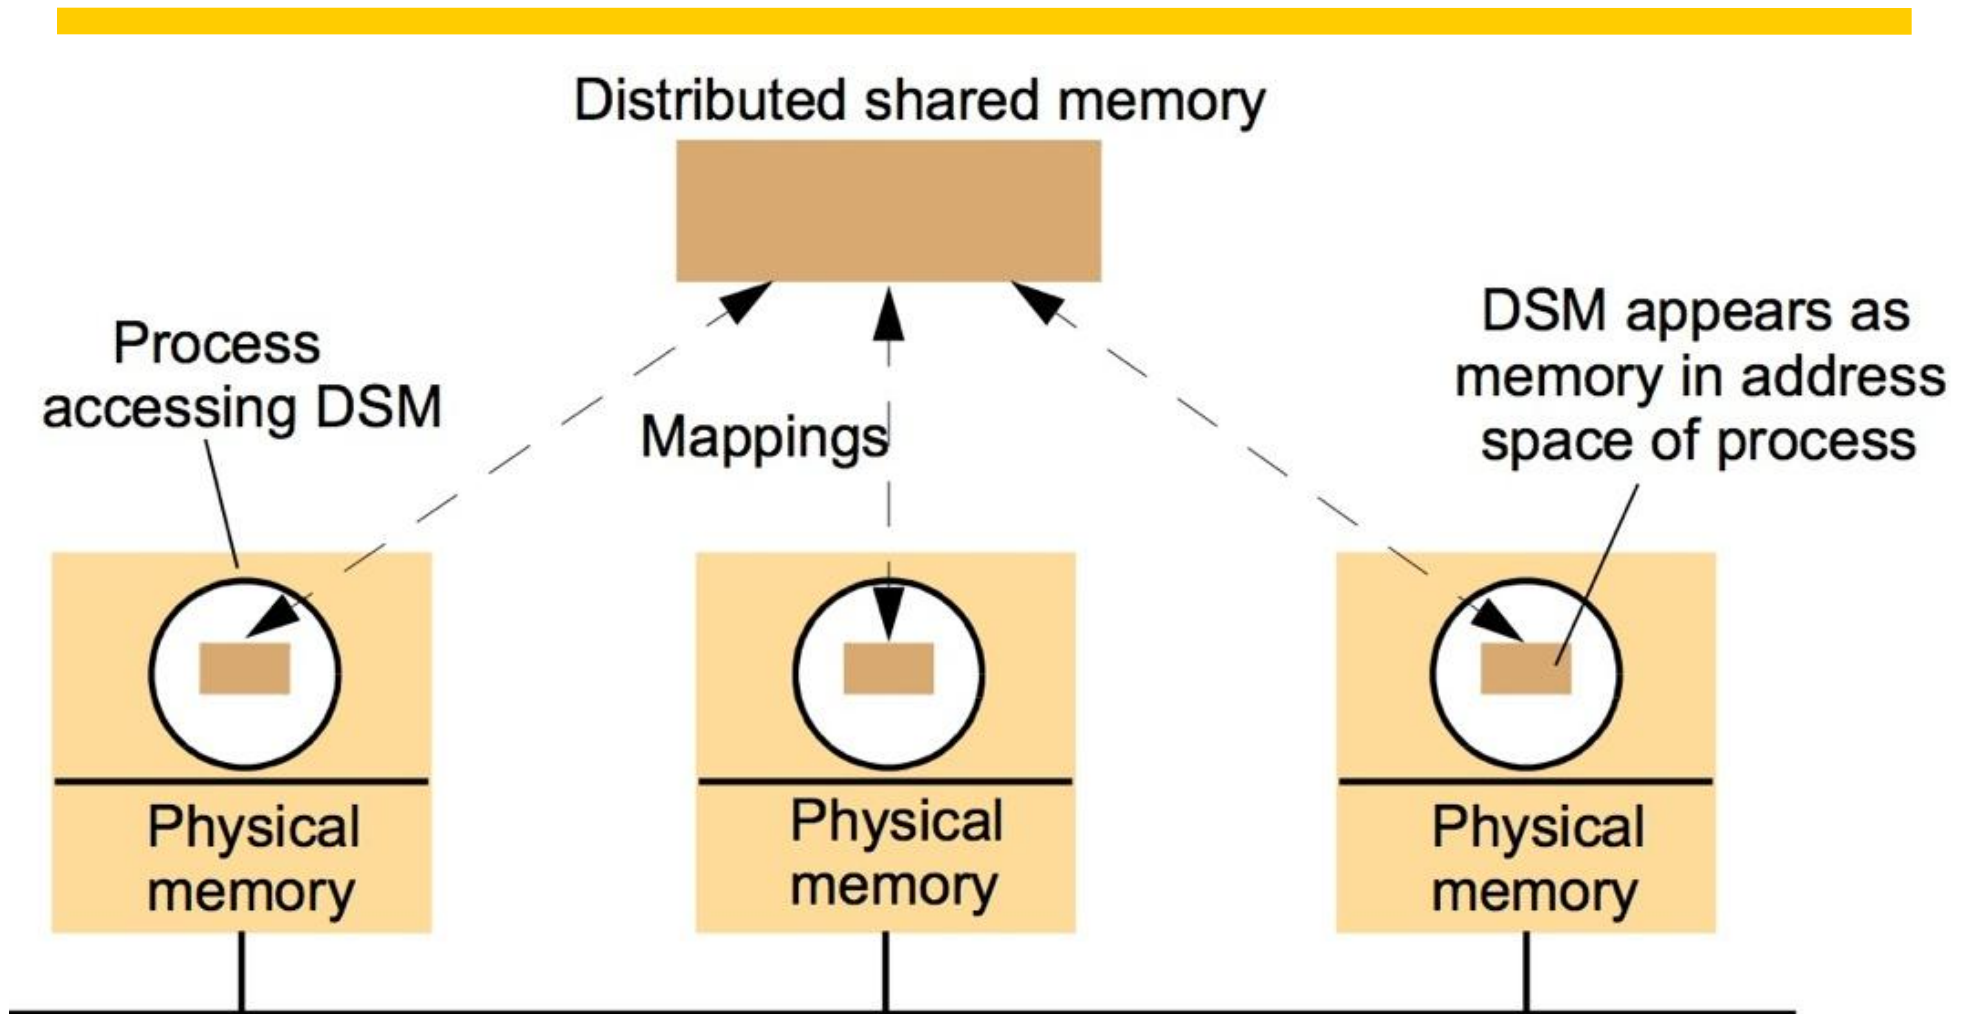 Distributed shared memory
Process
accessing DSM
Mappings
DSM appears as
memory in address
space of process
Physical
memory
Physical
memory
Physical
memory